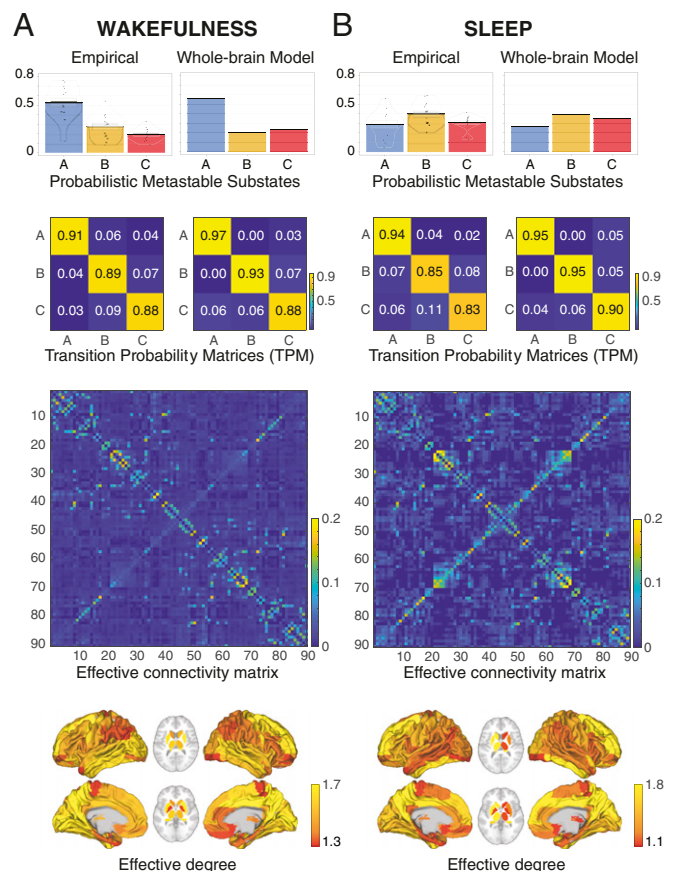 A WAKEFULNESS B SLEEP
Empirical Whole-brain Model Empirical Whole-brain Model
0.8 0.8
0.5 0.5
0 0
A B C A B C A B C A B C
Probabilistic Metastable Substates Probabilistic Metastable Substates
A 0.91 0.06 0.04 A 0.97 0.00 0.03 A 0.94 0.04 0.02 A 0.95 0.00 0.05
B 0.04 0.89 0.07 B 0.00 0.93 0.07 0.9 B 0.07 0.85 0.08 B 0.00 0.95 0.05 0.9
0.5 0.5
C 0.03 0.09 0.88 C 0.06 0.06 0.88 C 0.06 0.11 0.83 C 0.04 0.06 0.90
A B C A B C A B C A B C
Transition Probability Matrices (TPM) Transition Probability Matrices (TPM)
10 10
20 20
30 30
40 40
50 50
0.2 0.2
60 60
70 0.1 70 0.1
80 80
90 0 90 0
10 20 30 40 50 60 70 80 90 10 20 30 40 50 60 70 80 90
Effective connectivity matrix Effective connectivity matrix
1.7 1.8
1.3 1.1
Effective degree Effective degree